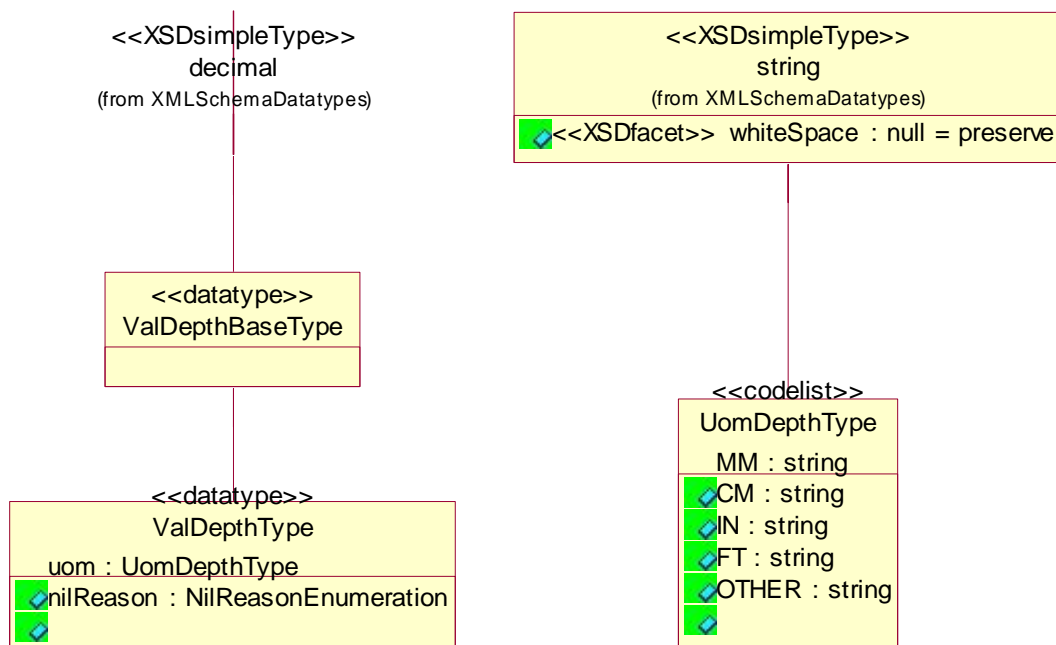 <<XSDsimpleType>>
decimal
(from XMLSchemaDatatypes)
<<XSDsimpleType>>
string
(from XMLSchemaDatatypes)
<<XSDfacet>> whiteSpace : null = preserve
<<datatype>>
ValDepthBaseType
<<datatype>>
ValDepthType
uom : UomDepthType
nilReason : NilReasonEnumeration
<<codelist>>
UomDepthType
MM : string
CM : string
IN : string
FT : string
OTHER : string